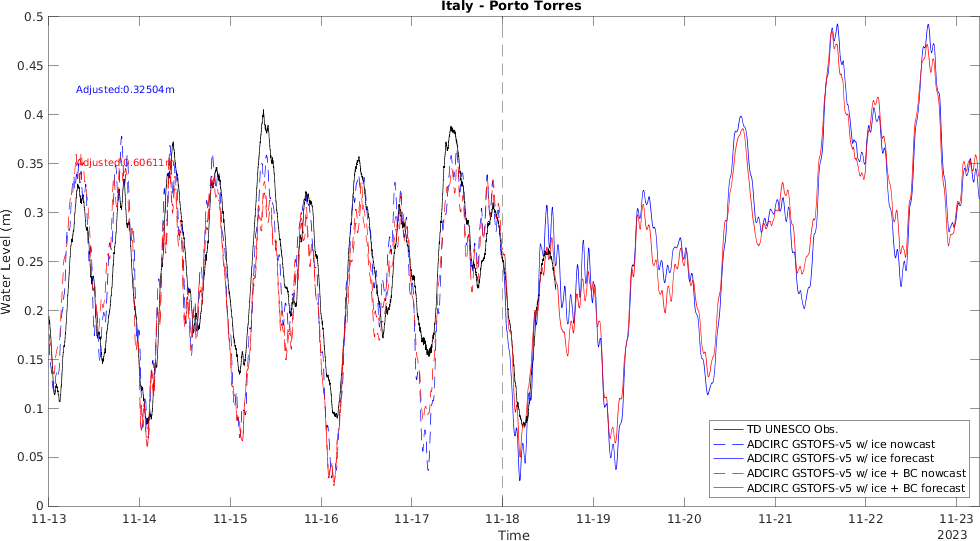 Italy - Porto Torres
Water Level (m)
0.5
0.45
0.4
0.35
0.3
0.25
0.2
0.15
0.1
0.05
0
Adjusted:0.32504m
Adjusted:0.60611m
TD UNESCO Obs.
ADCIRC GSTOFS-v5 w/ ice nowcast
ADCIRC GSTOFS-v5 w/ ice forecast
ADCIRC GSTOFS-v5 w/ ice + BC nowcast
ADCIRC GSTOFS-v5 w/ ice + BC forecast
11-13 11-14 11-15 11-16 11-17 11-18 11-19 11-20 11-21 11-22 11-23
Time
2023